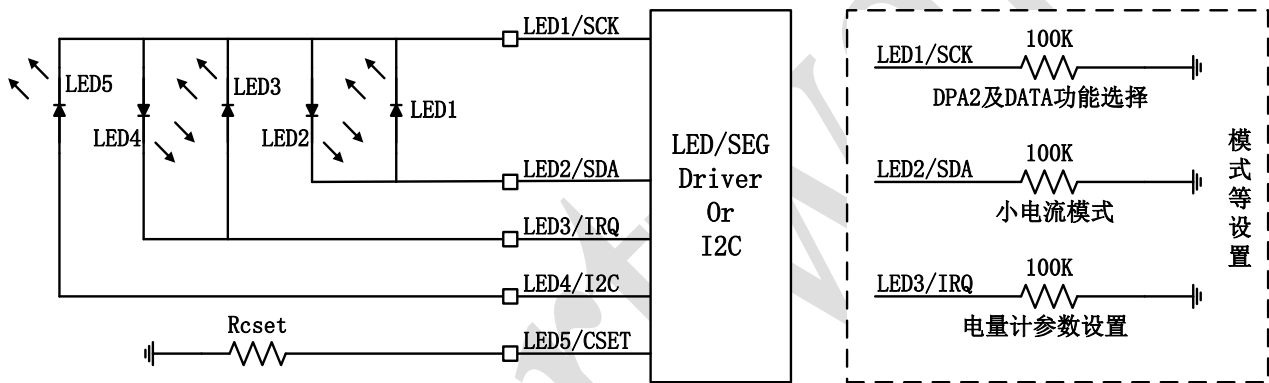 LED1/SCK
LED5
LED3
LED1
LED4
LED2
LED2/SDA
LED3/IRQ
LED4/I2C
Rcset
LED5/CSET
LED/SEG
Driver
Or
I2C
LED1/SCK
100K
DPA2及DATA功能选择
LED2/SDA
100K
小电流模式
LED3/IRQ
100K
电量计参数设置
模式等设置